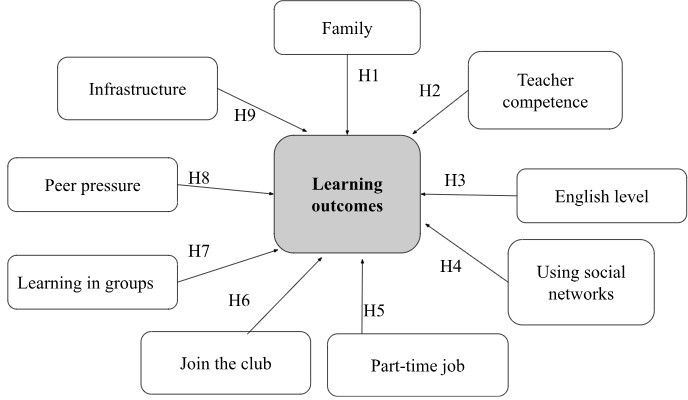 Family
H1
Teacher
competence
H2
Infrastructure
H9
Learning
outcomes
Peer pressure
H8
H3
English level
Learning in groups
H7
H4
Using social
networks
H6
H5
Join the club
Part-time job